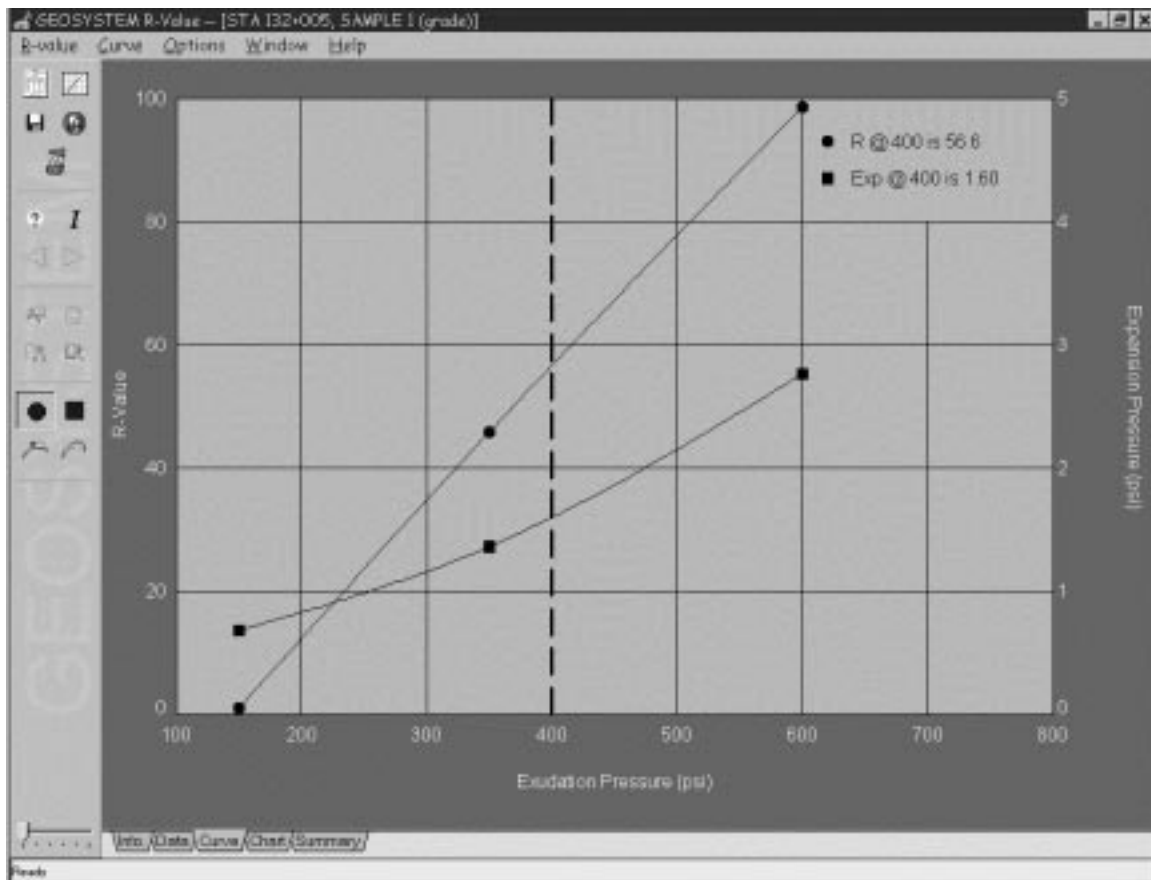 GEOSYSTEM R-Value - [STA 132+005, SAMPLE 1 (grade)]
R-value Curve Options Window Help
100
80
60
40
20
0
R-Value
5
4
3
2
1
0
Expansion Pressure (psi)
R @ 400 is 56.6
Exp @ 400 is 1.60
100 200 300 400 500 600 700 800
Exudation Pressure (psi)
GEOS
Info Data Curve Chart Summary
Ready